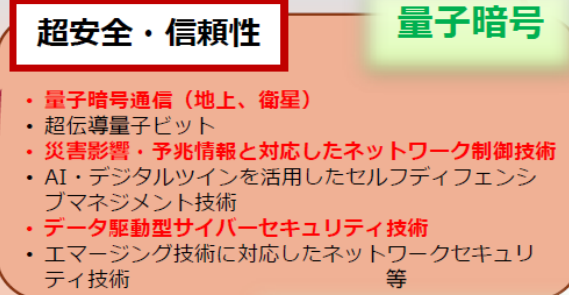 超安全・信頼性
量子暗号
• 量子暗号通信（地上、衛星）
• 超伝導量子ビット
• 災害影響・予兆情報と対応したネットワーク制御技術
• AI・デジタルツインを活用したセルフディフェンシ
ブマネジメント技術
• データ駆動型サイバーセキュリティ技術
• エマージング技術に対応したネットワークセキュリ
ティ技術 等